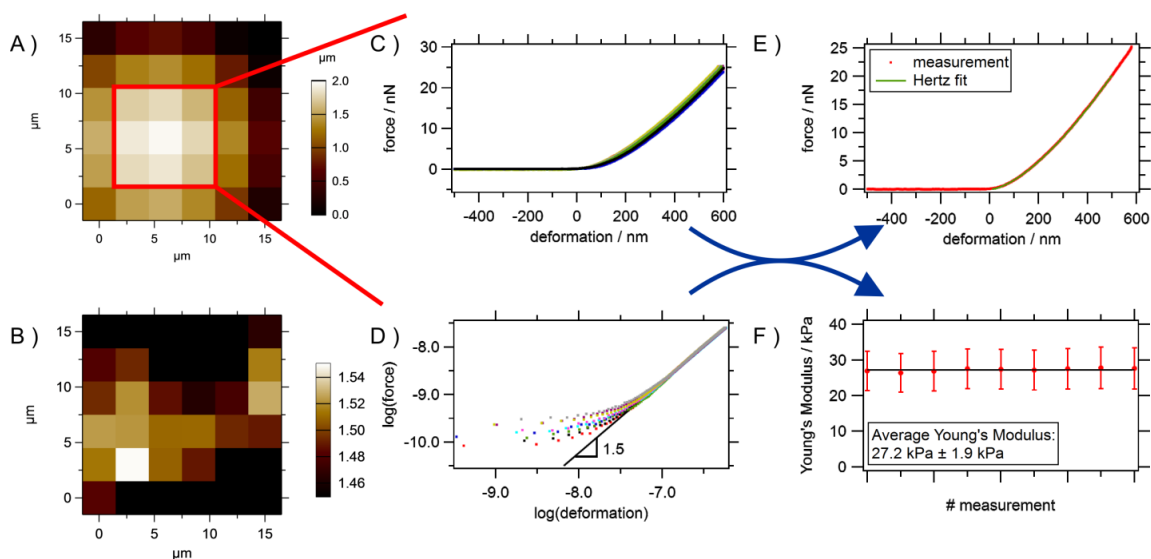 A )
15
10
5
0
µm
0
5
10
15
µm
µm
2.0
1.5
1.0
0.5
0.0
C )
30
20
10
0
force / nN
-400
-200
0
200
400
600
deformation / nm
E )
25
20
15
10
5
0
force / nN
measurement
Hertz fit
-400
-200
0
200
400
600
deformation / nm
B )
15
10
5
0
µm
0
5
10
15
µm
1.54
1.52
1.50
1.48
1.46
D )
-8.0
-9.0
-10.0
log(force)
1.5
-9.0
-8.0
-7.0
log(deformation)
F )
40
30
20
10
0
Young's Modulus / kPa
Average Young's Modulus:
27.2 kPa ± 1.9 kPa
# measurement